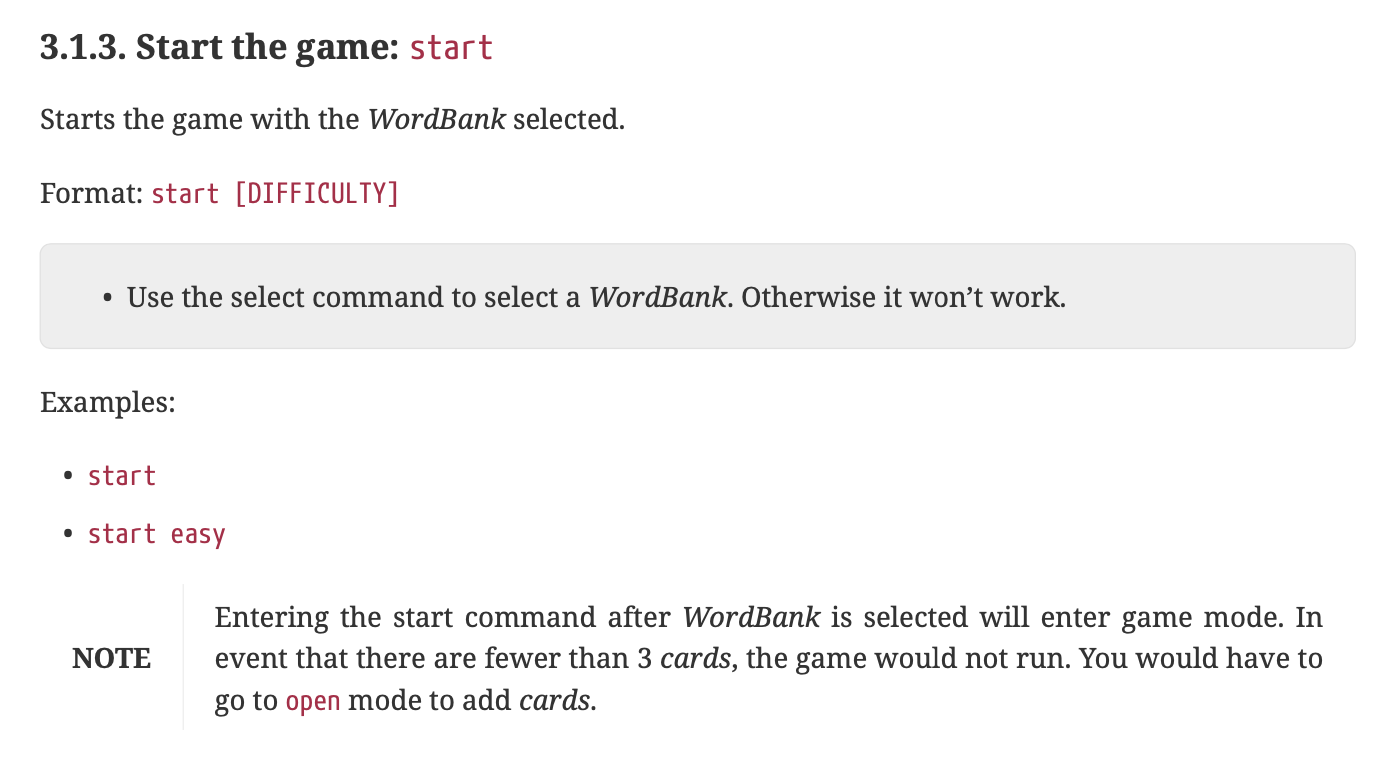 3.1.3. Start the game: start
Starts the game with the WordBank selected.
Format: start [DIFFICULTY]
• Use the select command to select a WordBank. Otherwise it won’t work.
Examples:
• start
• start easy
NOTE
Entering the start command after WordBank is selected will enter game mode. In
event that there are fewer than 3 cards, the game would not run. You would have to
go to open mode to add cards.